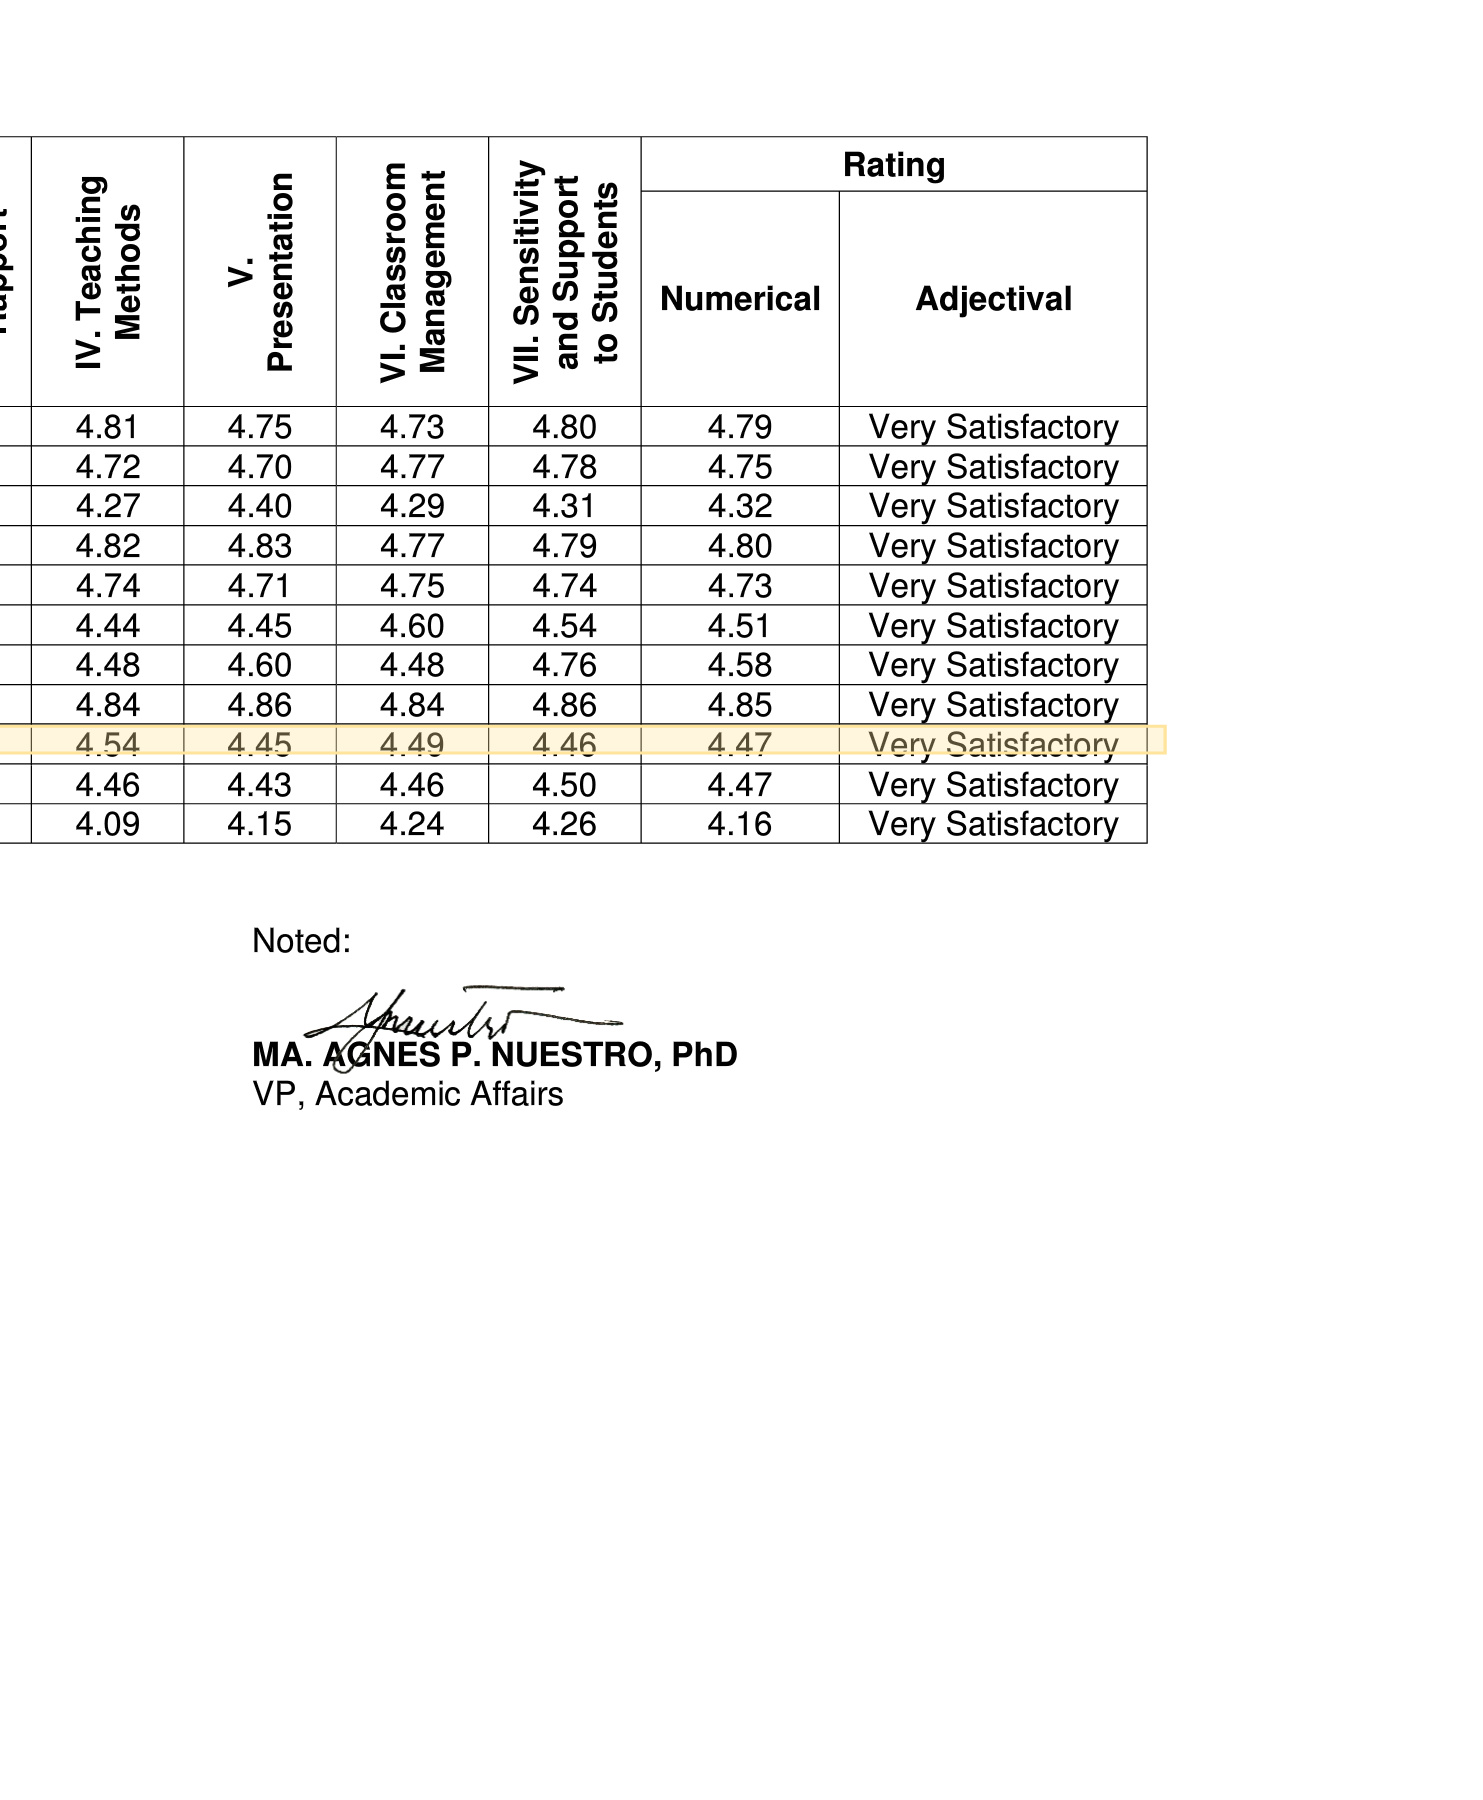 Rating
IV. Teaching
Methods
V.
Presentation
VI. Classroom
Management
VII. Sensitivity
and Support
to Students
Numerical
Adjectival
4.81 4.75 4.73 4.80 4.79 Very Satisfactory
4.72 4.70 4.77 4.78 4.75 Very Satisfactory
4.27 4.40 4.29 4.31 4.32 Very Satisfactory
4.82 4.83 4.77 4.79 4.80 Very Satisfactory
4.74 4.71 4.75 4.74 4.73 Very Satisfactory
4.44 4.45 4.60 4.54 4.51 Very Satisfactory
4.48 4.60 4.48 4.76 4.58 Very Satisfactory
4.84 4.86 4.84 4.86 4.85 Very Satisfactory
4.54 4.45 4.49 4.46 4.47 Very Satisfactory
4.46 4.43 4.46 4.50 4.47 Very Satisfactory
4.09 4.15 4.24 4.26 4.16 Very Satisfactory
Noted:
MA. AGNES P. NUESTRO, PhD
VP, Academic Affairs